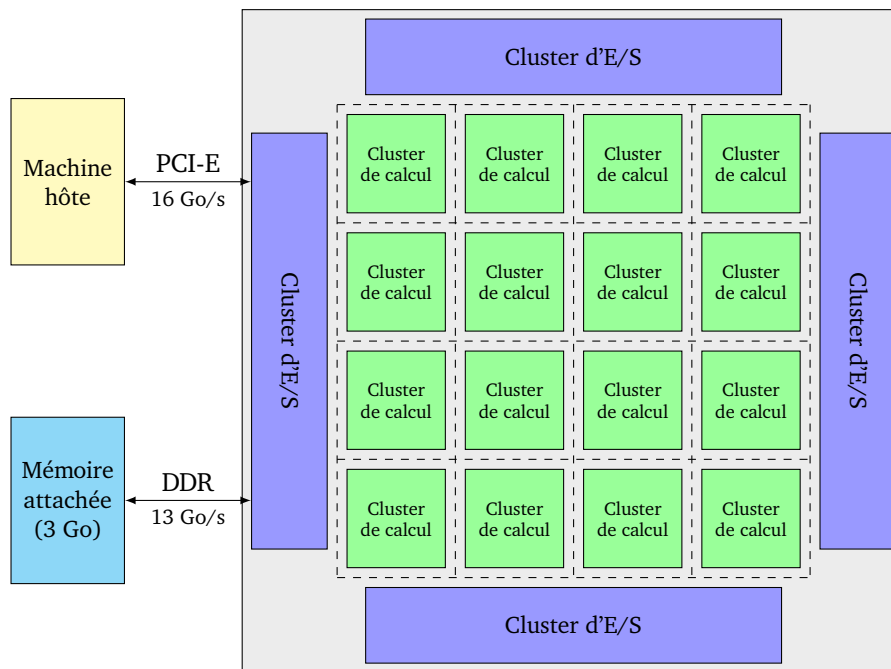 Cluster d'E/S
Machine
hôte
PCI-E
16 Go/s
Cluster d'E/S
Cluster
de calcul
Cluster
de calcul
Cluster
de calcul
Cluster
de calcul
Cluster
de calcul
Cluster
de calcul
Cluster
de calcul
Cluster
de calcul
Cluster
de calcul
Cluster
de calcul
Cluster
de calcul
Cluster
de calcul
Cluster
de calcul
Cluster
de calcul
Cluster
de calcul
Cluster
de calcul
Cluster d'E/S
Mémoire
attachée
(3 Go)
DDR
13 Go/s
Cluster d'E/S